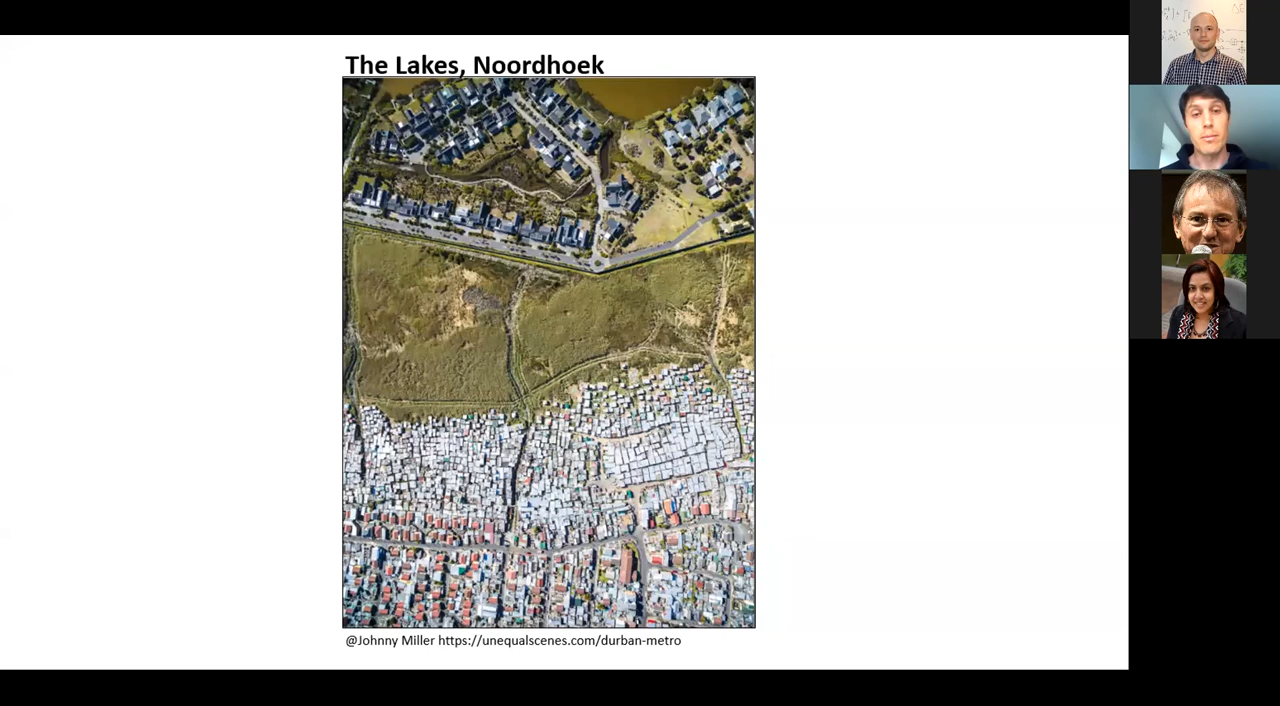 The Lakes, Noordhoek
@Johnny Miller https://unequalscenes.com/durban-metro